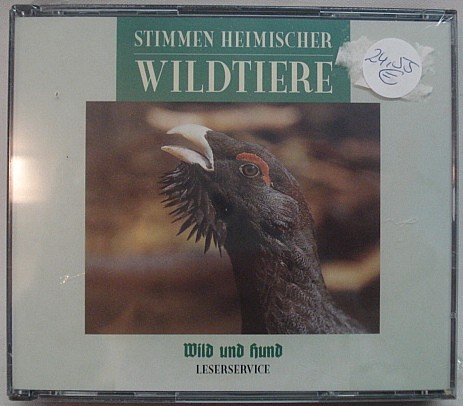 STIMMEN HEIMISCHER
WILDTIERE
24,55
€
Wild und Hund
LESERSERVICE